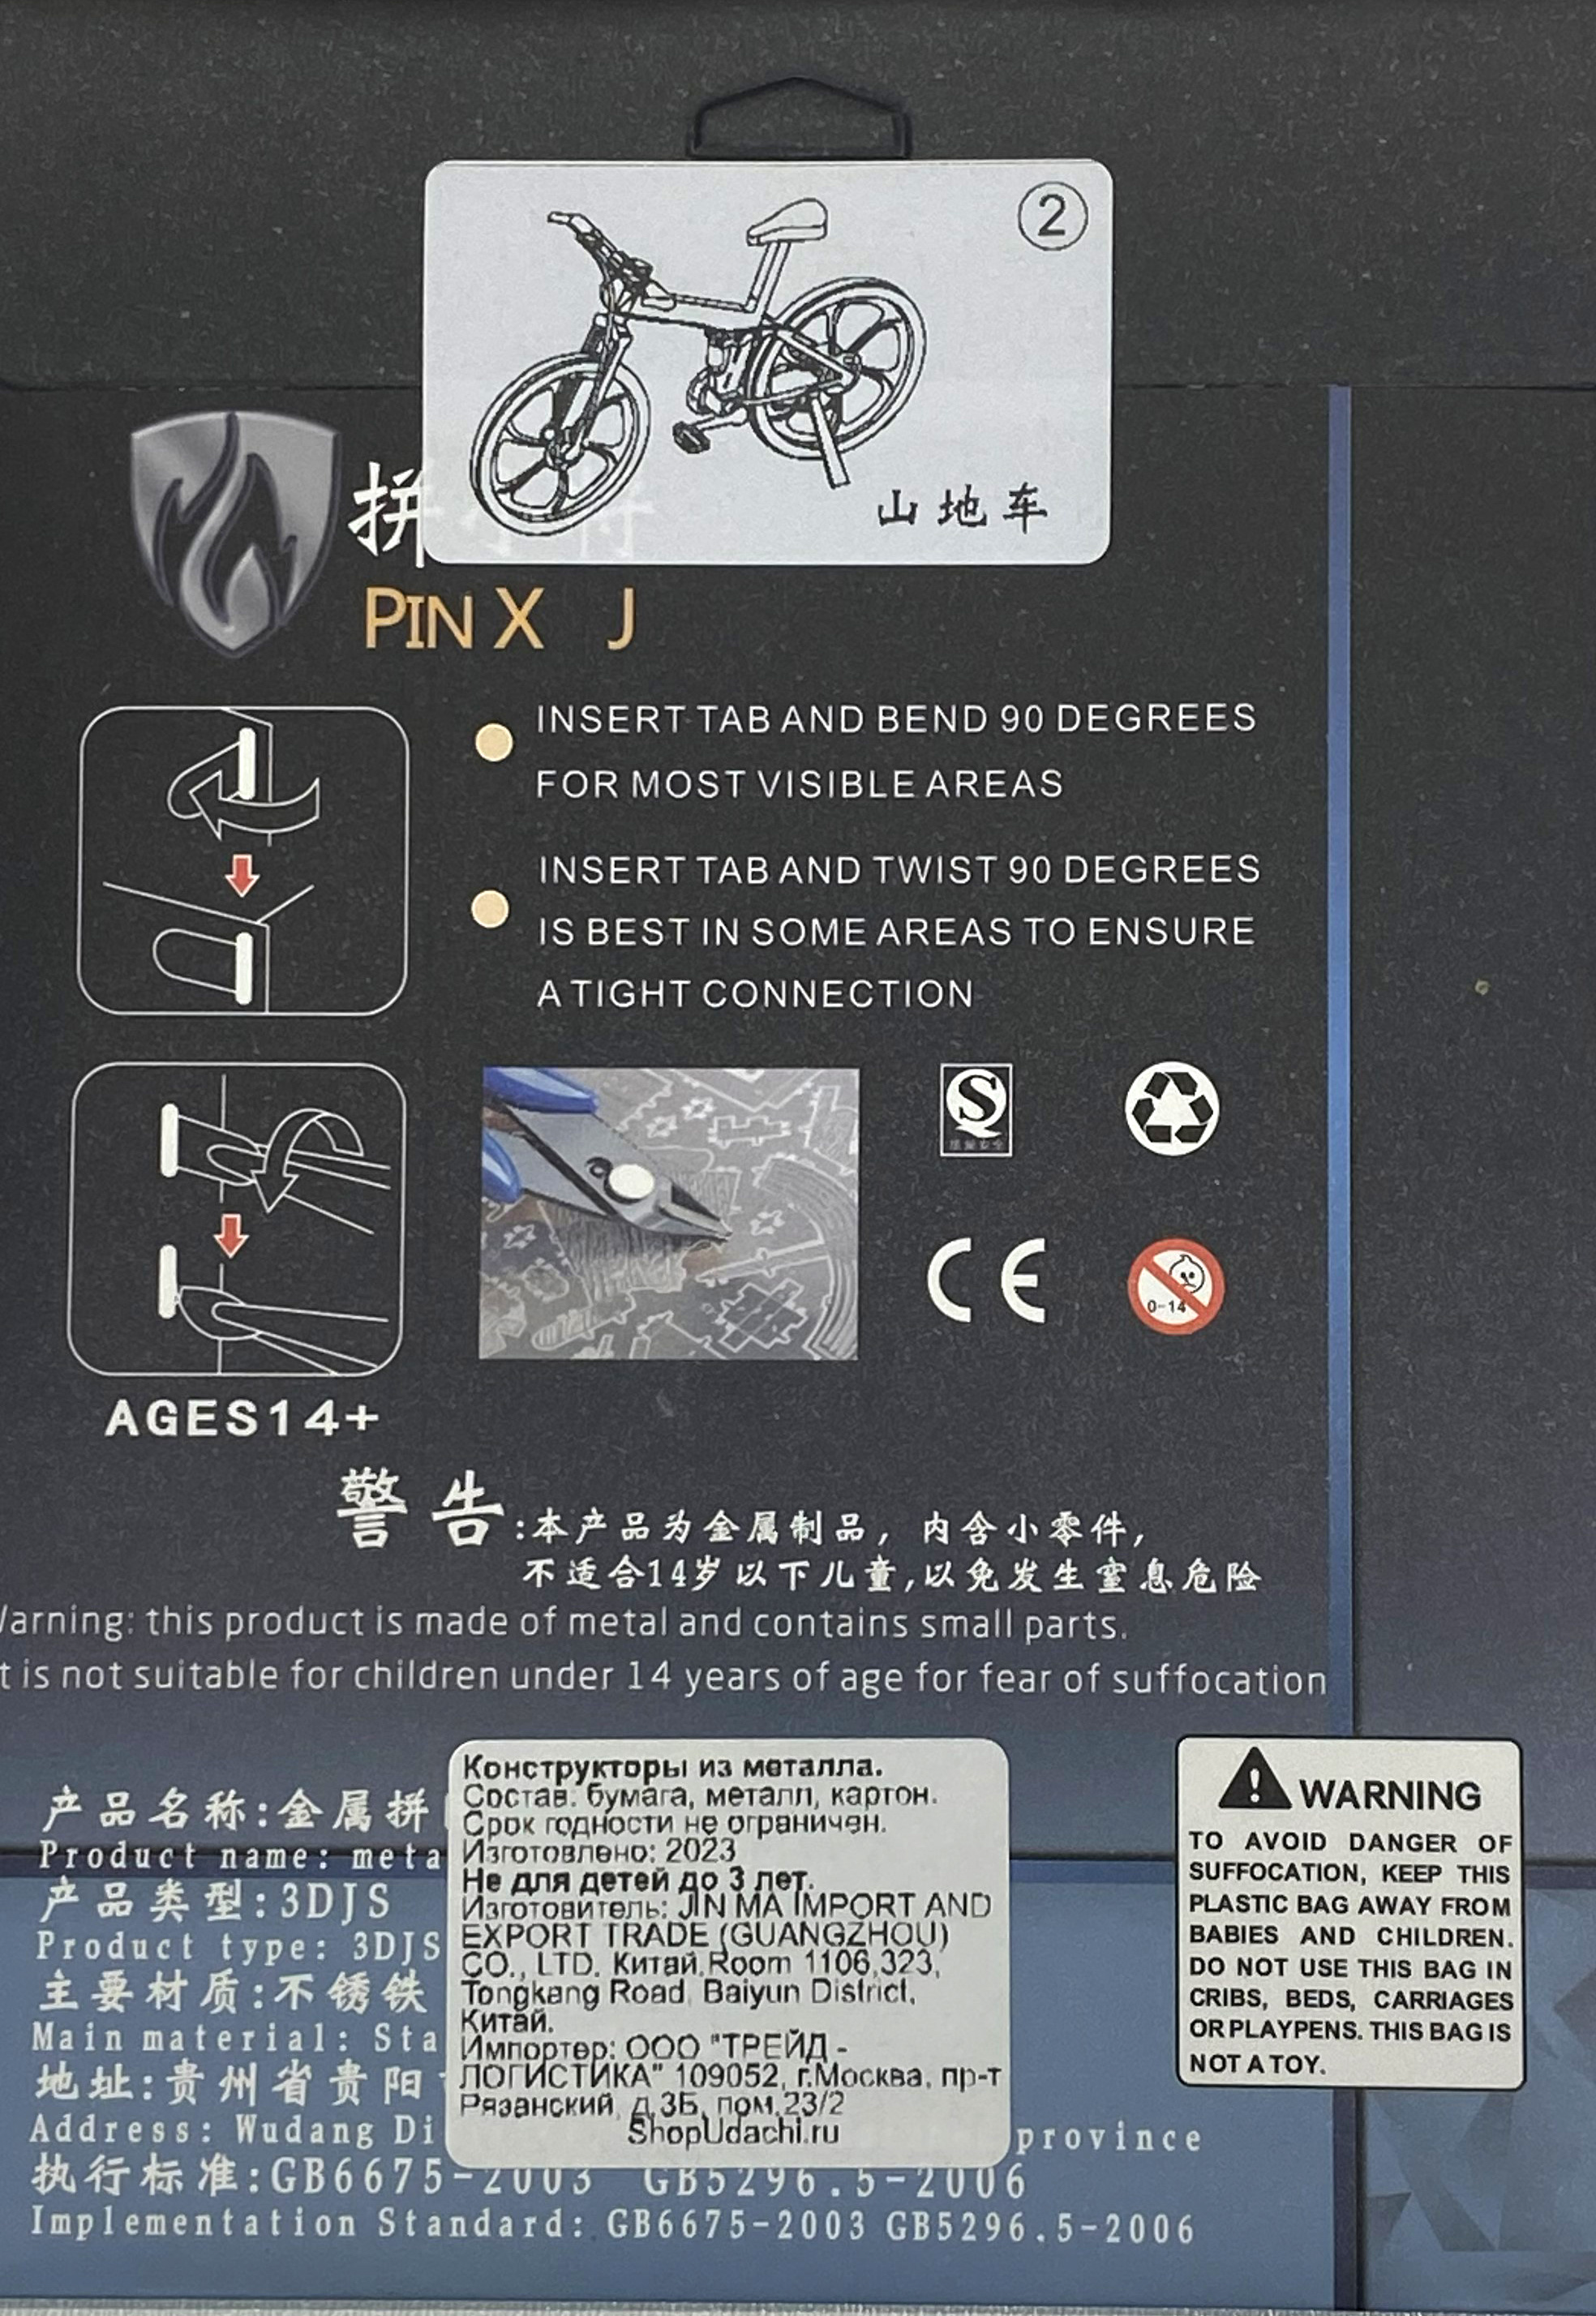 ②
山地车
拼
PIN X J
INSERT TAB AND BEND 90 DEGREES
FOR MOST VISIBLE AREAS
INSERT TAB AND TWIST 90 DEGREES
IS BEST IN SOME AREAS TO ENSURE
A TIGHT CONNECTION
S
CE
0-14
AGES14+
警告:本产品为金属制品，内含小零件，
不适合14岁以下儿童,以免发生窒息危险
arning: this product is made of metal and contains small parts.
t is not suitable for children under 14 years of age for fear of suffocation
产品名称:金属拼
Product name: meta
产品类型:3DJS
Product type: 3DJS
主要材质:不锈铁
Main material: Sta
地址:贵州省贵阳
Address: Wudang Di province
执行标准:GB6675-2003 GB5296.5-2006
Implementation Standard: GB6675-2003 GB5296.5-2006
Конструкторы из металла.
Состав: бумага, металл, картон.
Срок годности не ограничен.
Изготовлено: 2023
Не для детей до 3 лет.
Изготовитель: JIN MA IMPORT AND
EXPORT TRADE (GUANGZHOU)
CO., LTD. Китай,Room 1106,323,
Tongkang Road, Baiyun District,
Китай.
Импортер: ООО "ТРЕЙД-
ЛОГИСТИКА" 109052, г.Москва, пр-т
Рязанский, д.3Б, пом.23/2
ShopUdachi.ru
WARNING
TO AVOID DANGER OF
SUFFOCATION, KEEP THIS
PLASTIC BAG AWAY FROM
BABIES AND CHILDREN.
DO NOT USE THIS BAG IN
CRIBS, BEDS, CARRIAGES
OR PLAYPENS. THIS BAG IS
NOT A TOY.